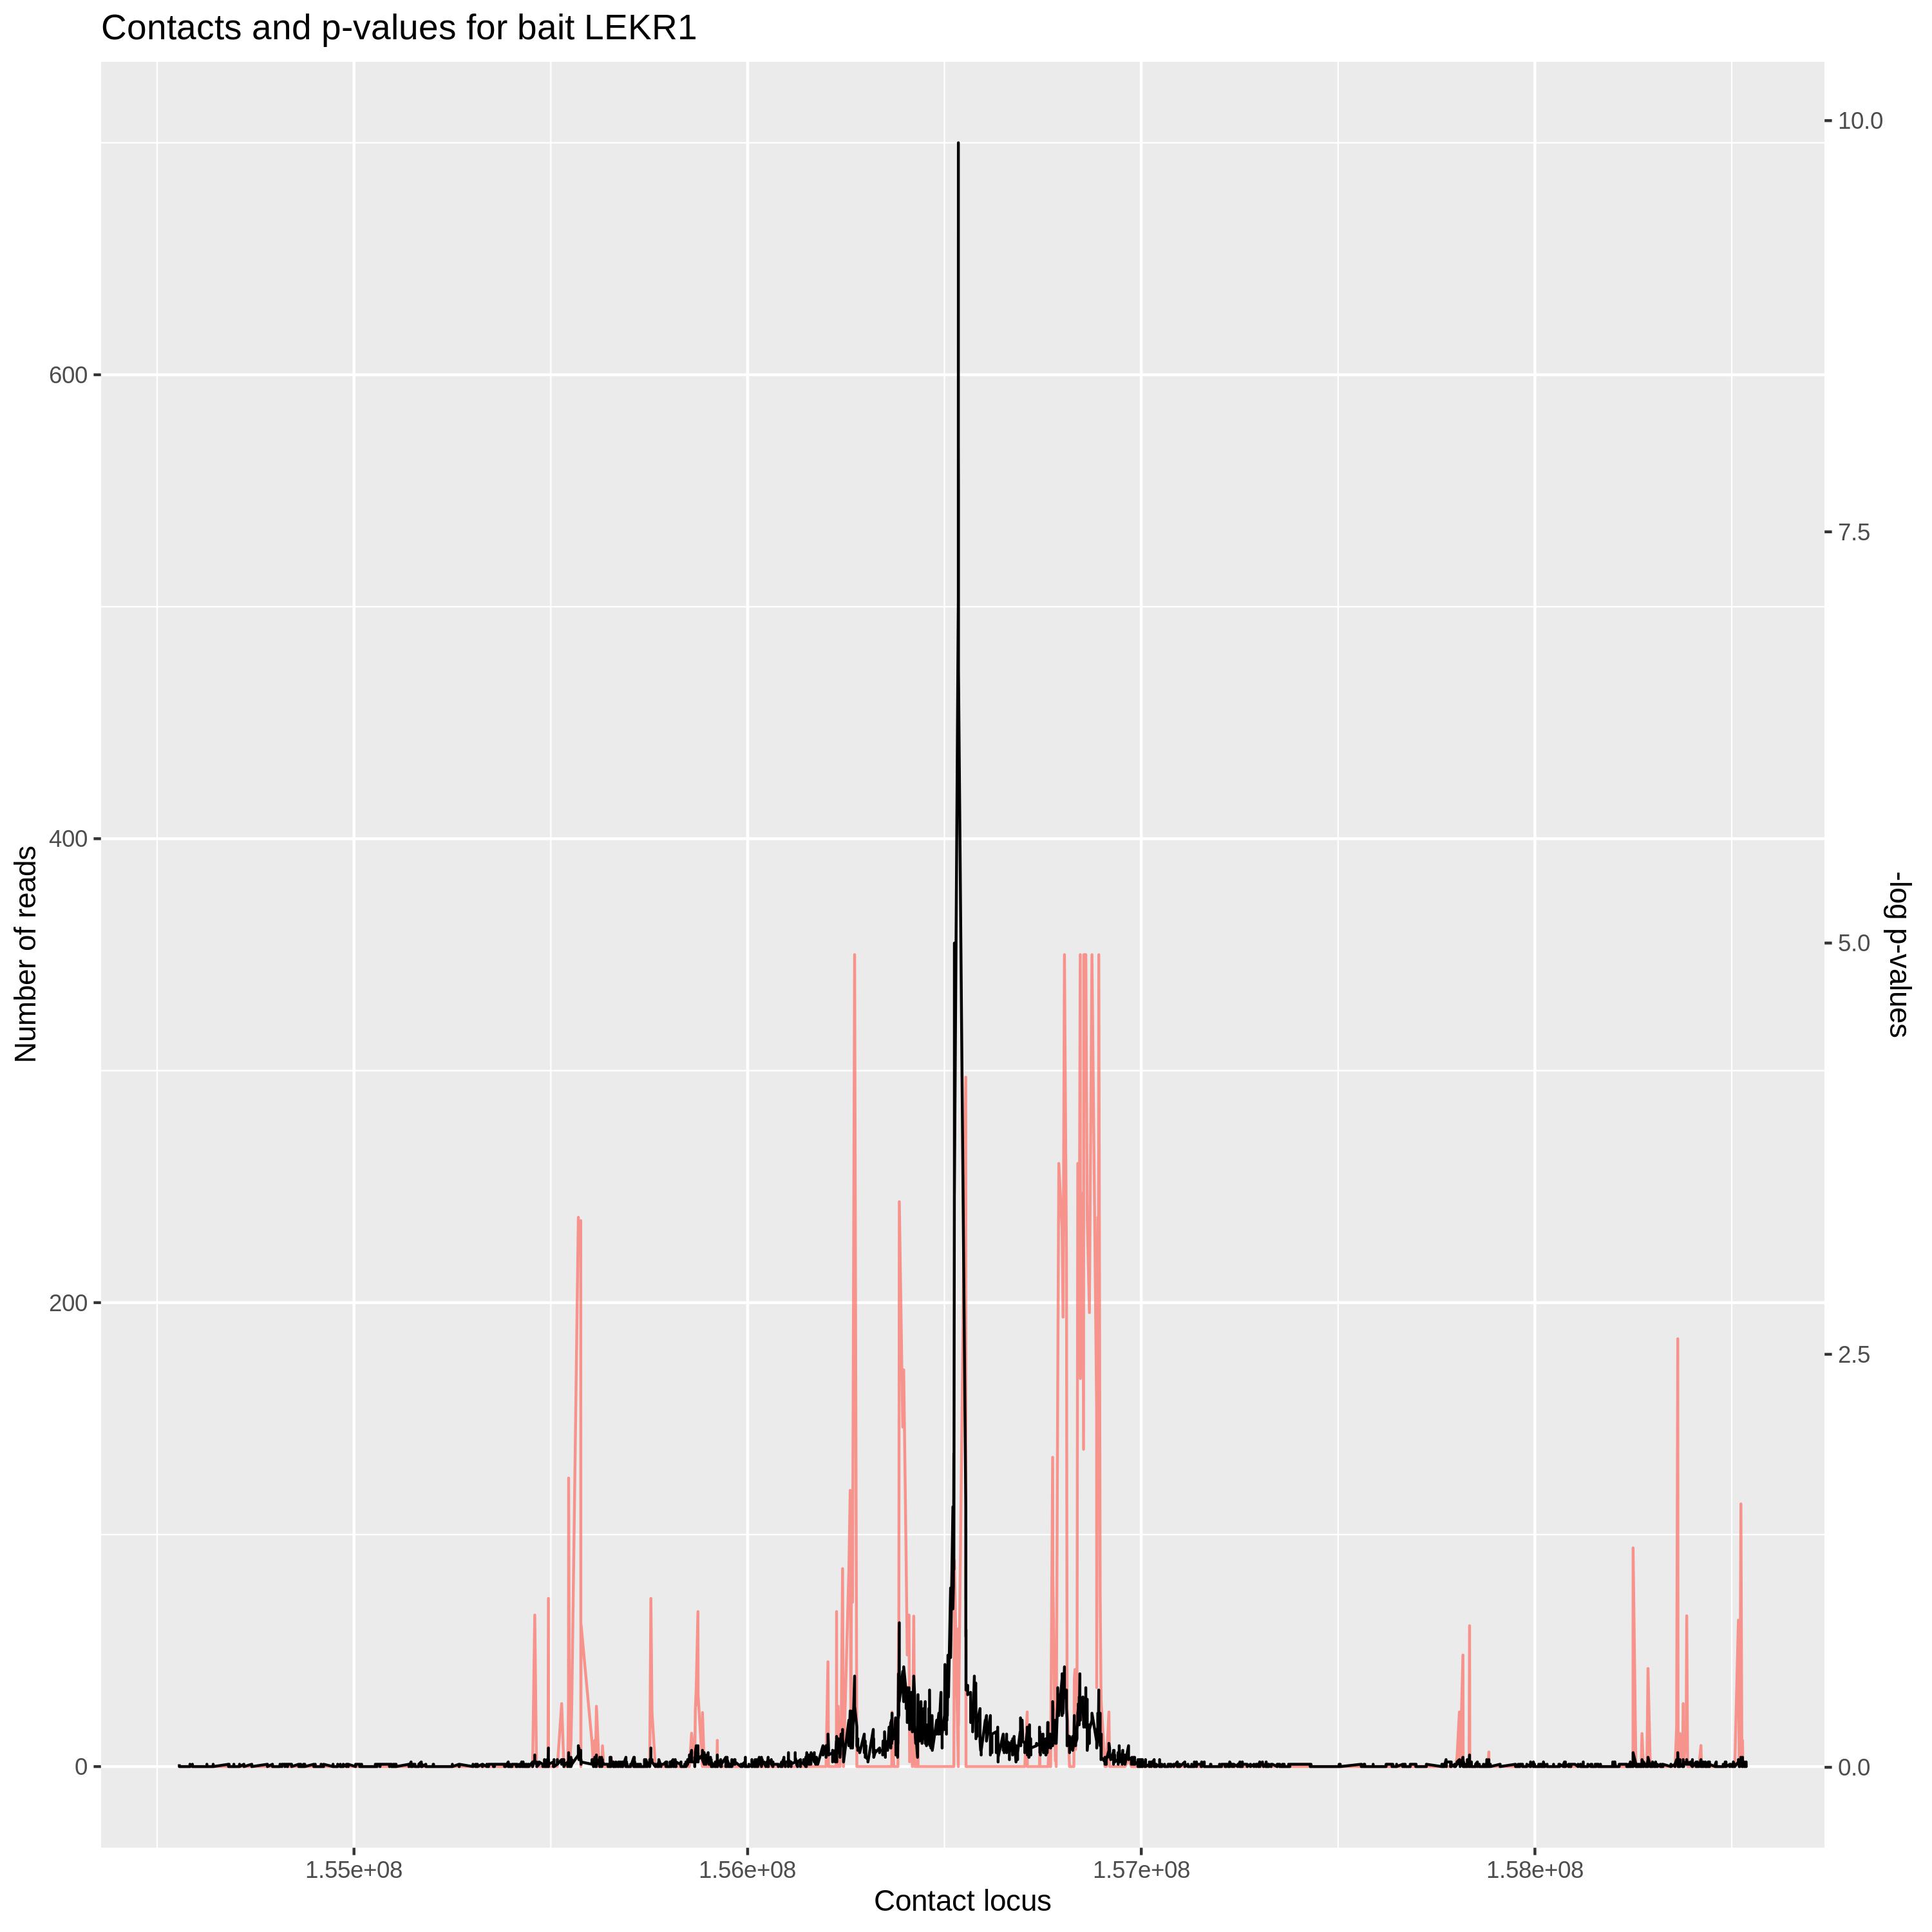 Contacts and p-values for bait LEKR1
Number of reads
600
400
200
0
10.0
7.5
5.0
2.5
0.0
-log p-values
1.55e+08
1.56e+08
1.57e+08
1.58e+08
Contact locus